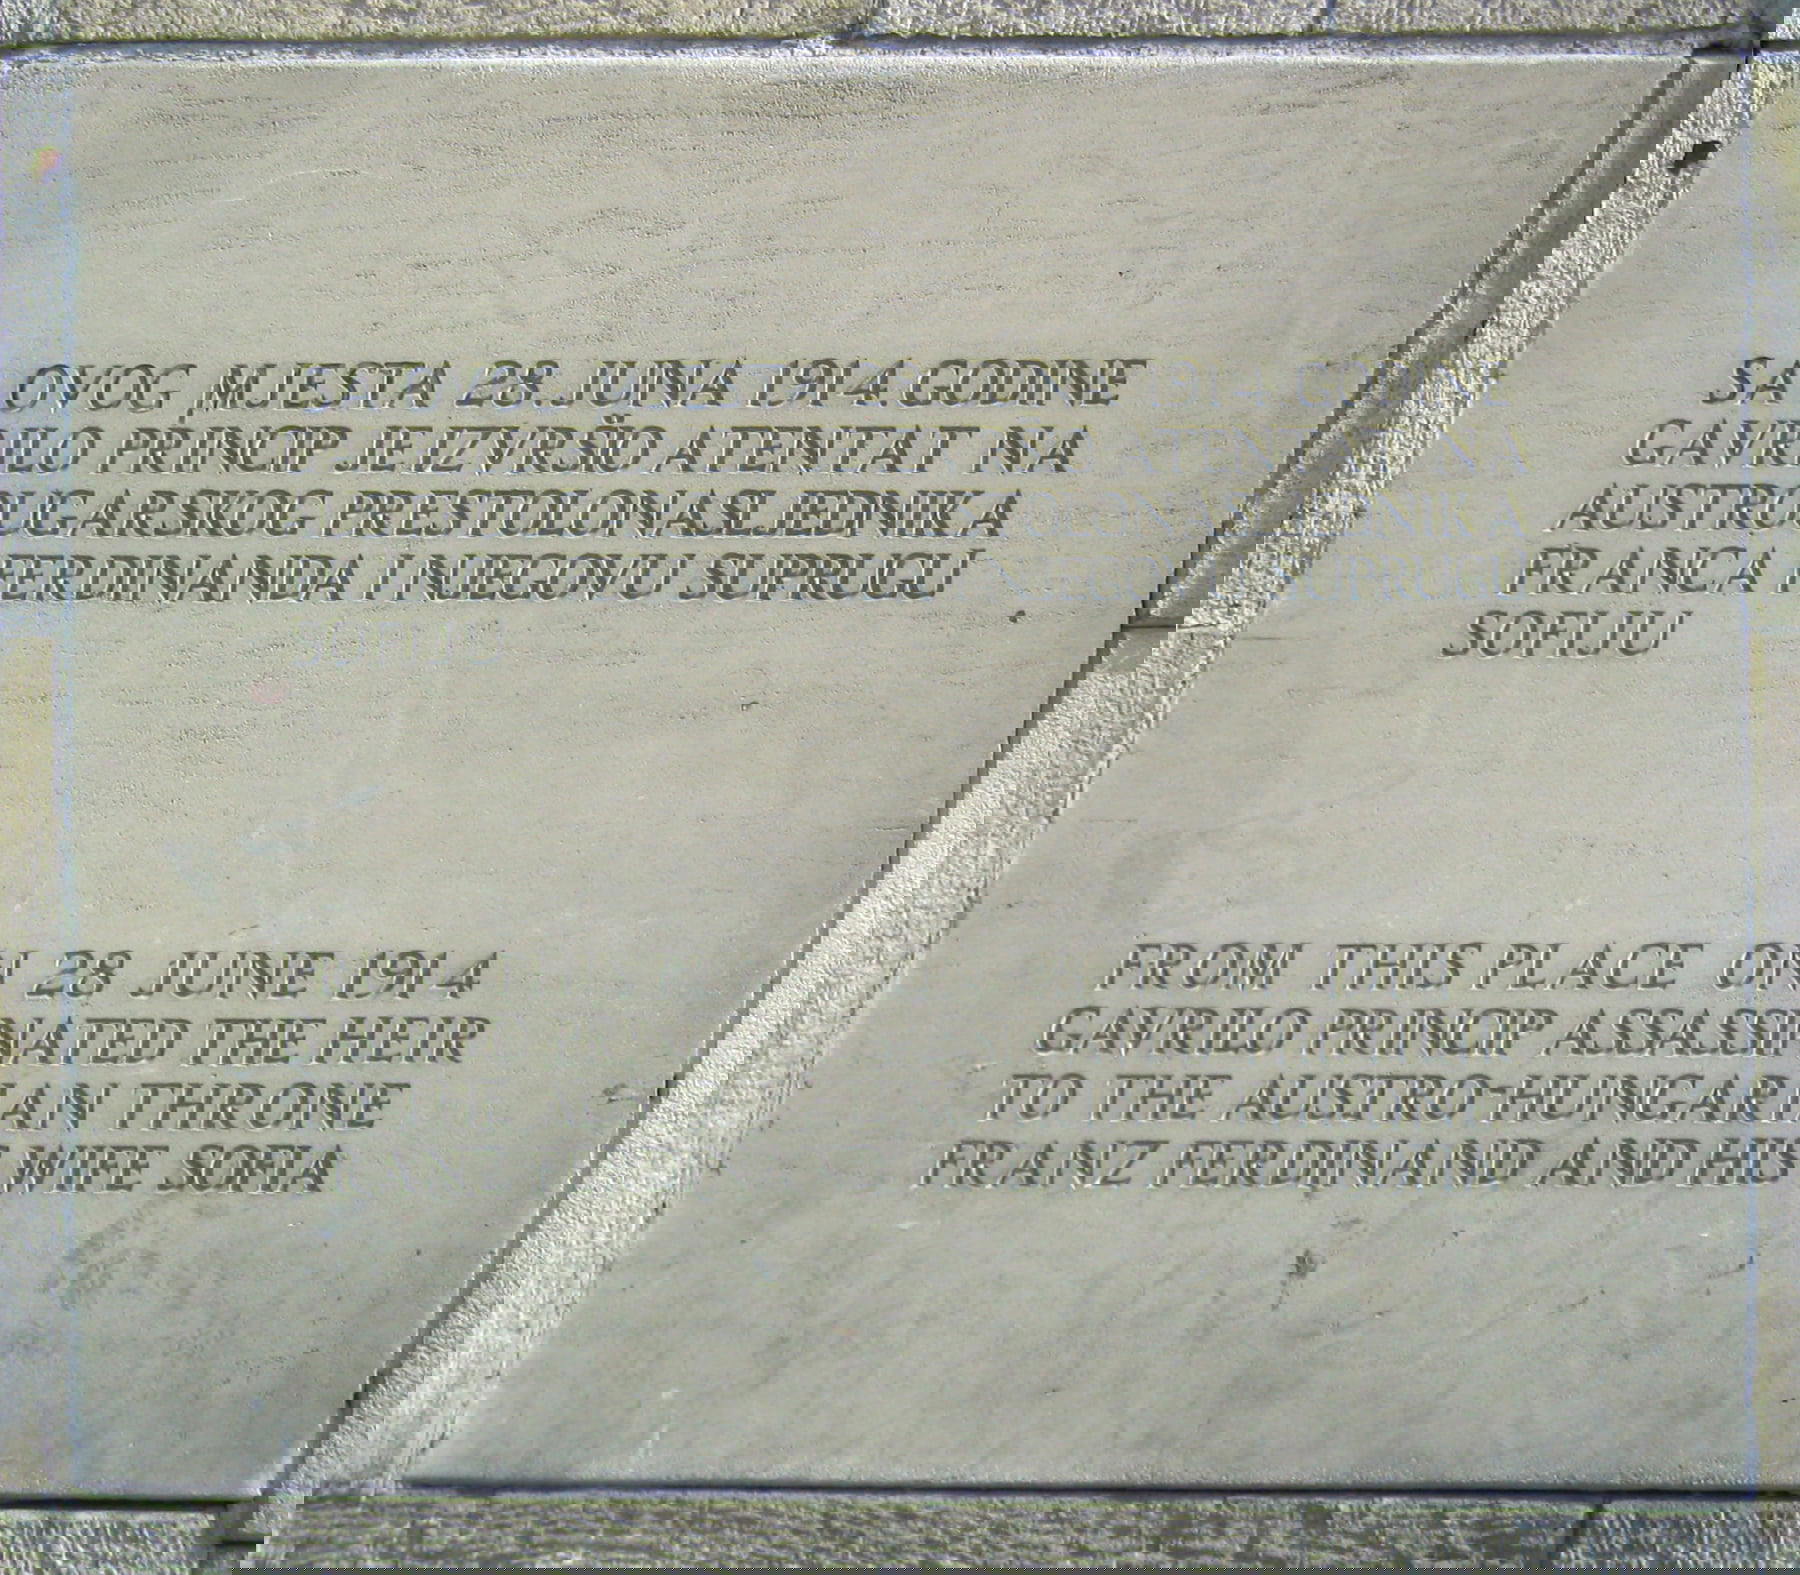 SA OVOG MJESTA 28. JUNA 1914. GODINE
GAVRILO PRINCIP JE IZVRŠIO ATENTAT NA
AUSTROUGARSKOG PRESTOLONASLJEDNIKA
FRANCA FERDINANDA I NJEGOVU SUPRUGU
SOFIJU
FROM THIS PLACE ON 28 JUNE 1914
GAVRILO PRINCIP ASSASSINATED THE HEIR
TO THE AUSTRO-HUNGARIAN THRONE
FRANZ FERDINAND AND HIS WIFE SOFIA